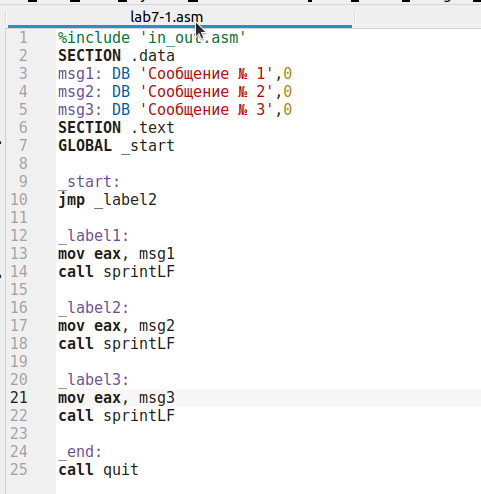 lab7-1.asm
1 %include 'in_out.asm'
2 SECTION .data
3 msg1: DB 'Сообщение № 1',0
4 msg2: DB 'Сообщение № 2',0
5 msg3: DB 'Сообщение № 3',0
6 SECTION .text
7 GLOBAL _start
8
9 _start:
10 jmp _label2
11
12 _label1:
13 mov eax, msg1
14 call sprintLF
15
16 _label2:
17 mov eax, msg2
18 call sprintLF
19
20 _label3:
21 mov eax, msg3
22 call sprintLF
23
24 _end:
25 call quit